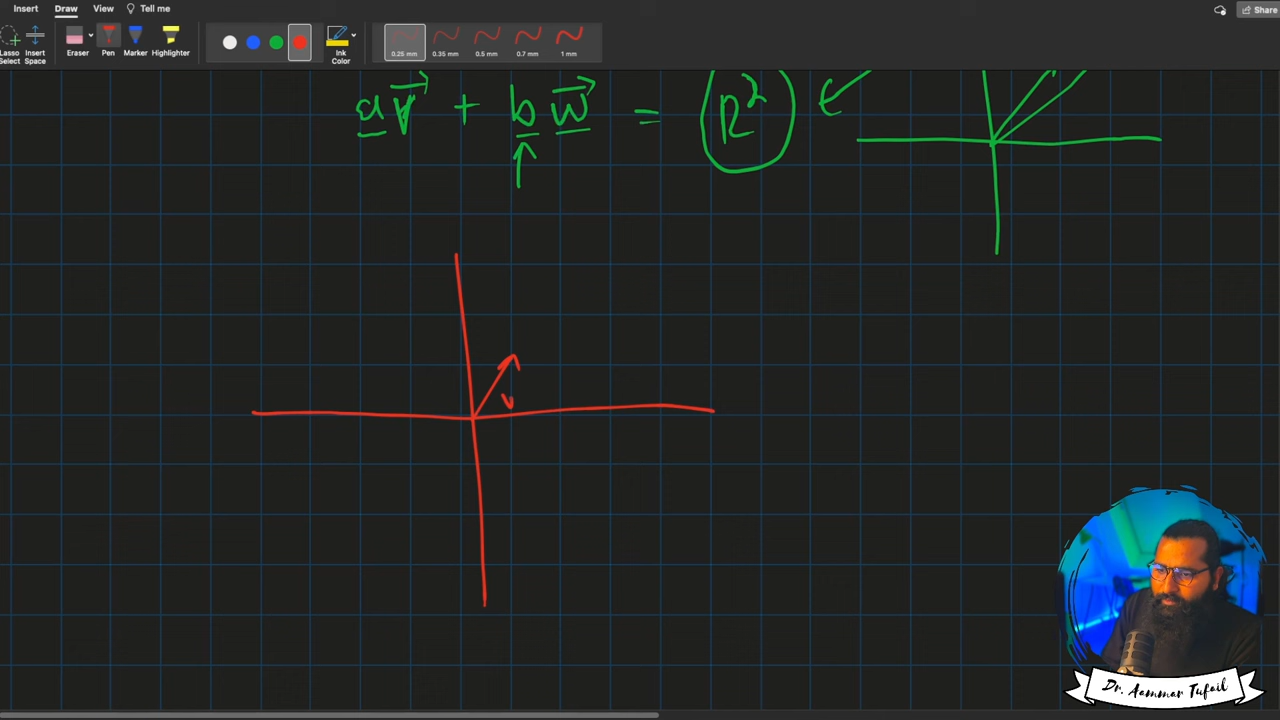 Insert Draw View Tell me
Share
Lasso Select
Insert Space
Eraser
Pen
Marker
Highlighter
Ink Color
0.25 mm 0.35 mm 0.5 mm 0.7 mm 1 mm
a v⃗ + b w⃗ = R²
v
Dr. Aammar Tufail